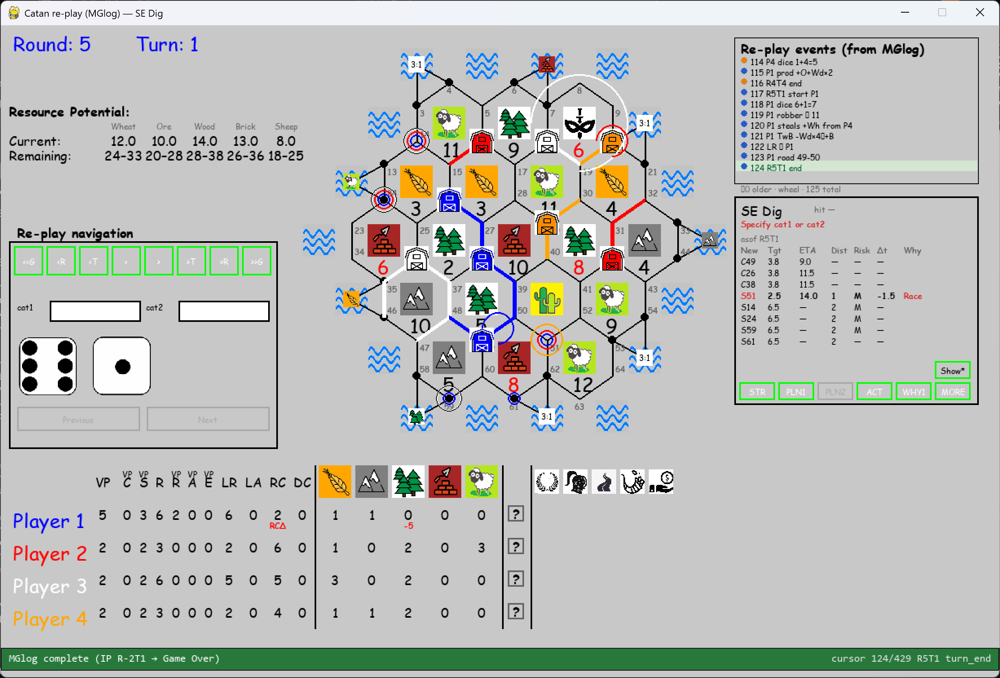 Catan re-play (MGlog) — SE Dig
Round: 5 Turn: 1
Resource Potential:
Wheat Ore Wood Brick Sheep
Current: 12.0 10.0 14.0 13.0 8.0
Remaining: 24-33 20-28 28-38 26-36 18-25
Re-play navigation
<<G <R <T < > >T >R >>G
cat1 cat2
Previous Next
3:1
4 6 8
3 5 7 9 3:1
11 9 6
13 15 17 19 21
28 30 32
3 3 11 4
23 25 27 31 33
34 40 44
6 2 10 8 4
35 37 39 41 43
46 48 50 52 54
10 5 9
47 51 53 3:1
58 60 62 64
5 8 12
59 61 3:1 63
Re-play events (from MGlog)
114 P4 dice 1+4=5
115 P1 prod +O+Wd×2
116 R4T4 end
117 R5T1 start P1
118 P1 dice 6+1=7
119 P1 robber ▯ 11
120 P1 steals +Wh from P4
121 P1 TwB -Wd×4▯+B
122 LR ▯ P1
123 P1 road 49-50
124 R5T1 end
▯0 older · wheel · 125 total
SE Dig hit —
Specify cat1 or cat2
asof R5T1
New Tgt ETA Dist Risk Δt Why
C49 3.8 9.0 — — —
C26 3.8 11.5 — — —
C38 3.8 11.5 — — —
S51 2.5 14.0 1 M -1.5 Race
S14 6.5 — 2 M —
S24 6.5 — 2 M —
S59 6.5 — 2 M —
S61 6.5 — 2 —
Show*
STR PLN1 PLN2 ACT WHY1 MORE
VP VP VP VP VP
VP C S R R A E LR LA RC DC
Player 1 5 0 3 6 2 0 0 6 0 2 0 1 1 0 0 0 ?
RCΔ -5
Player 2 2 0 2 3 0 0 0 2 0 6 0 1 0 2 0 3 ?
Player 3 2 0 2 6 0 0 0 5 0 5 0 3 0 2 0 0 ?
Player 4 2 0 2 3 0 0 0 2 0 4 0 1 1 2 0 0 ?
MGlog complete (IP R-2T1 → Game Over) cursor 124/429 R5T1 turn_end